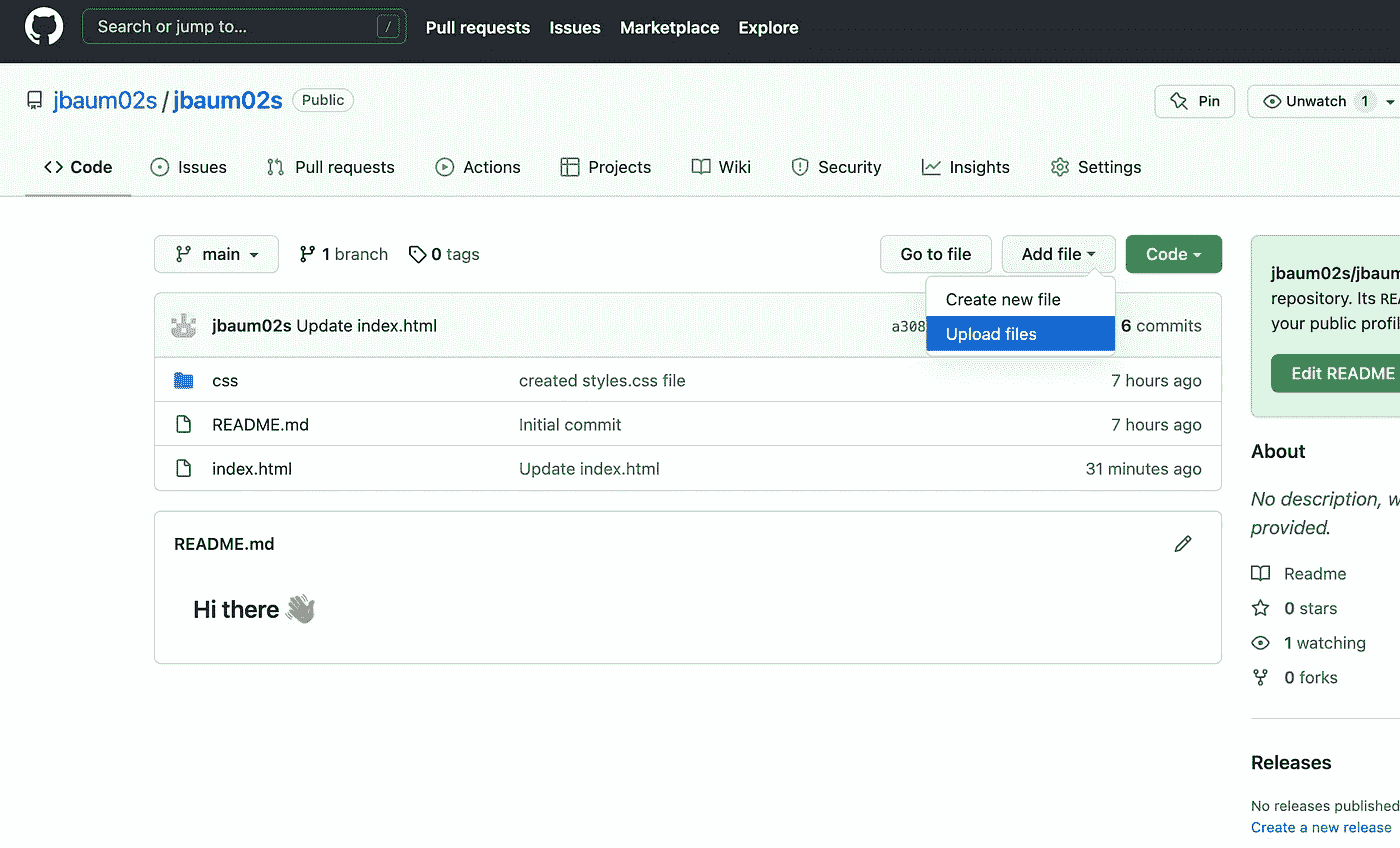 Search or jump to... / Pull requests Issues Marketplace Explore
jbaum02s / jbaum02s Public Pin Unwatch 1
Code Issues Pull requests Actions Projects Wiki Security Insights Settings
main 1 branch 0 tags Go to file Add file Code
Create new file
Upload files
jbaum02s Update index.html a308 6 commits
css created styles.css file 7 hours ago
README.md Initial commit 7 hours ago
index.html Update index.html 31 minutes ago
README.md
Hi there
jbaum02s/jbaum
repository. Its REA
your public profil
Edit README
About
No description, w
provided.
Readme
0 stars
1 watching
0 forks
Releases
No releases published
Create a new release